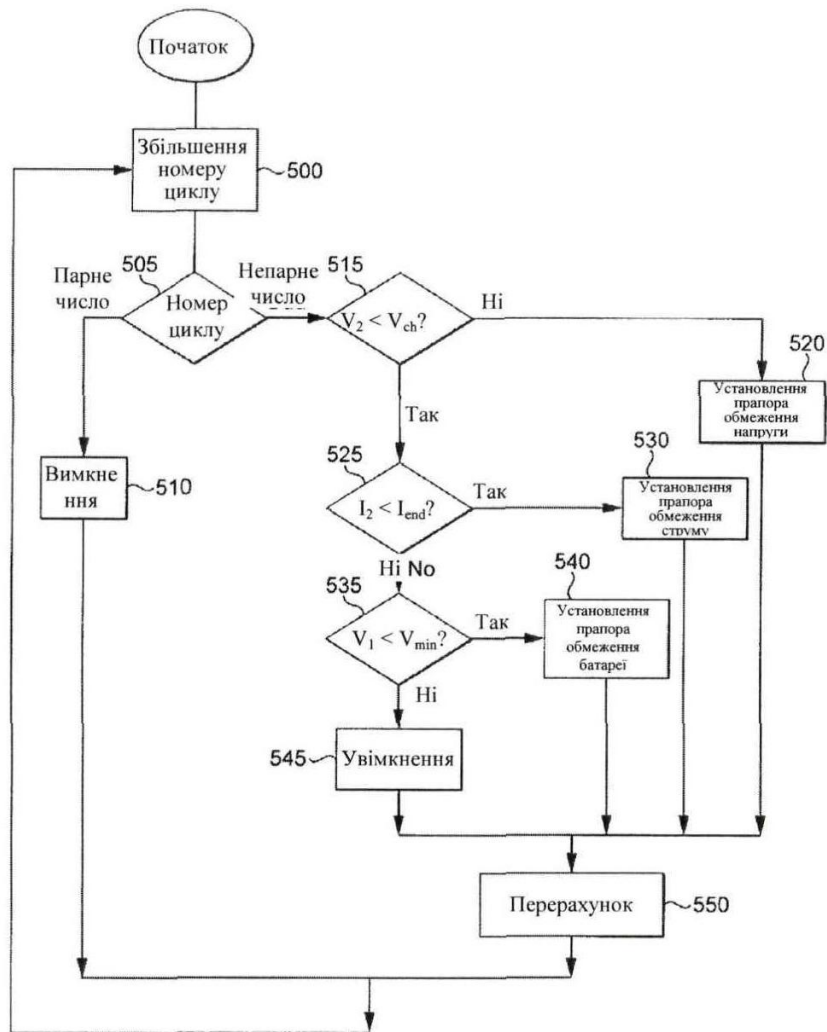 Початок
Збільшення
номеру
циклу
500
Парне
число
505
Номер
циклу
Непарне
число
515
V2 < Vch?
Ні
520
Установлення
прапора
обмеження
напруги
Так
Вимкне
ння
510
525
I2 < Iend?
Так
530
Установлення
прапора
обмеження
струму
Ні No
535
V1 < Vmin?
Так
540
Установлення
прапора
обмеження
батареї
Ні
545
Увімкнення
Перерахунок
550